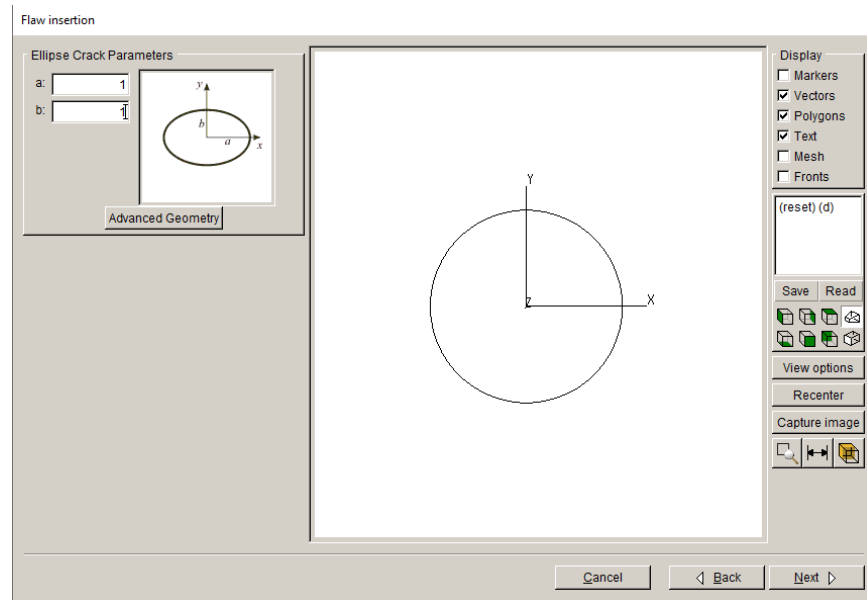 Flaw insertion
Ellipse Crack Parameters
a: 1
b: 1
y
b
a
x
Advanced Geometry
Y
Z
X
Display
Markers
Vectors
Polygons
Text
Mesh
Fronts
(reset) (d)
Save Read
View options
Recenter
Capture image
Cancel
Back
Next